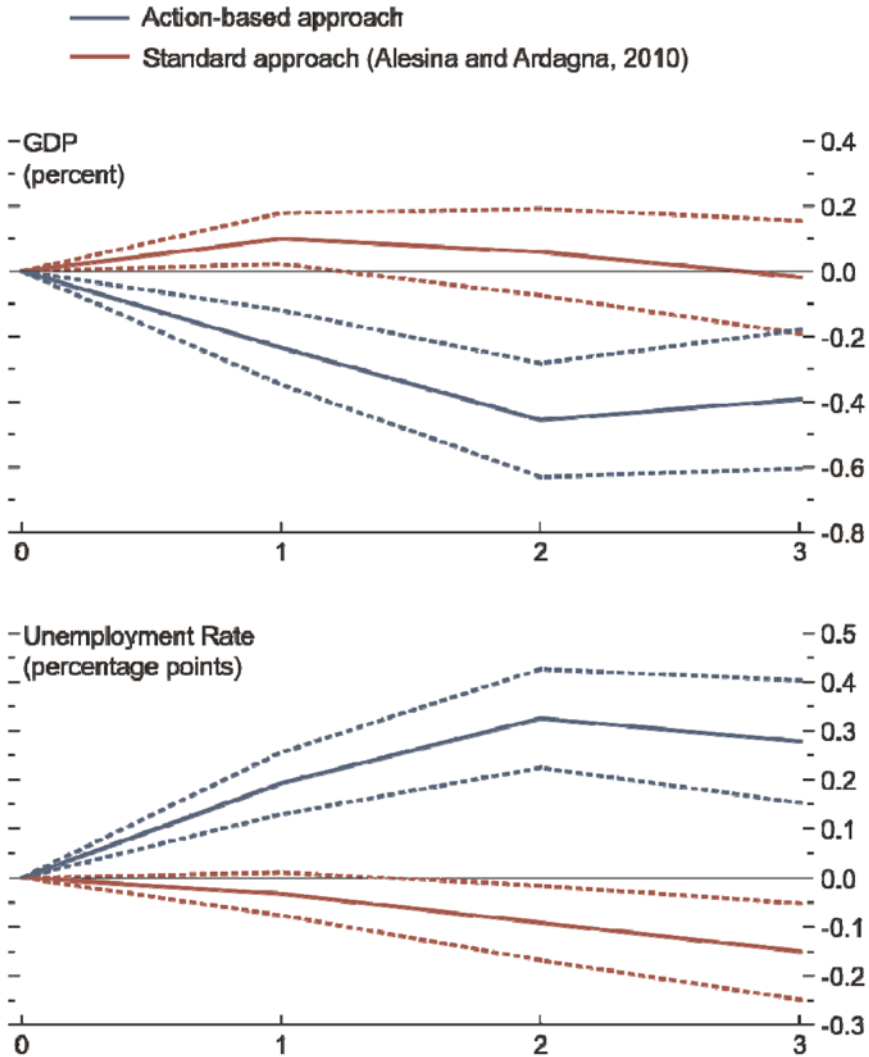 Action-based approach
Standard approach (Alesina and Ardagna, 2010)
GDP
(percent)
0.4
0.2
0.0
-0.2
-0.4
-0.6
-0.8
0 1 2 3
Unemployment Rate
(percentage points)
0.5
0.4
0.3
0.2
0.1
0.0
-0.1
-0.2
-0.3
0 1 2 3